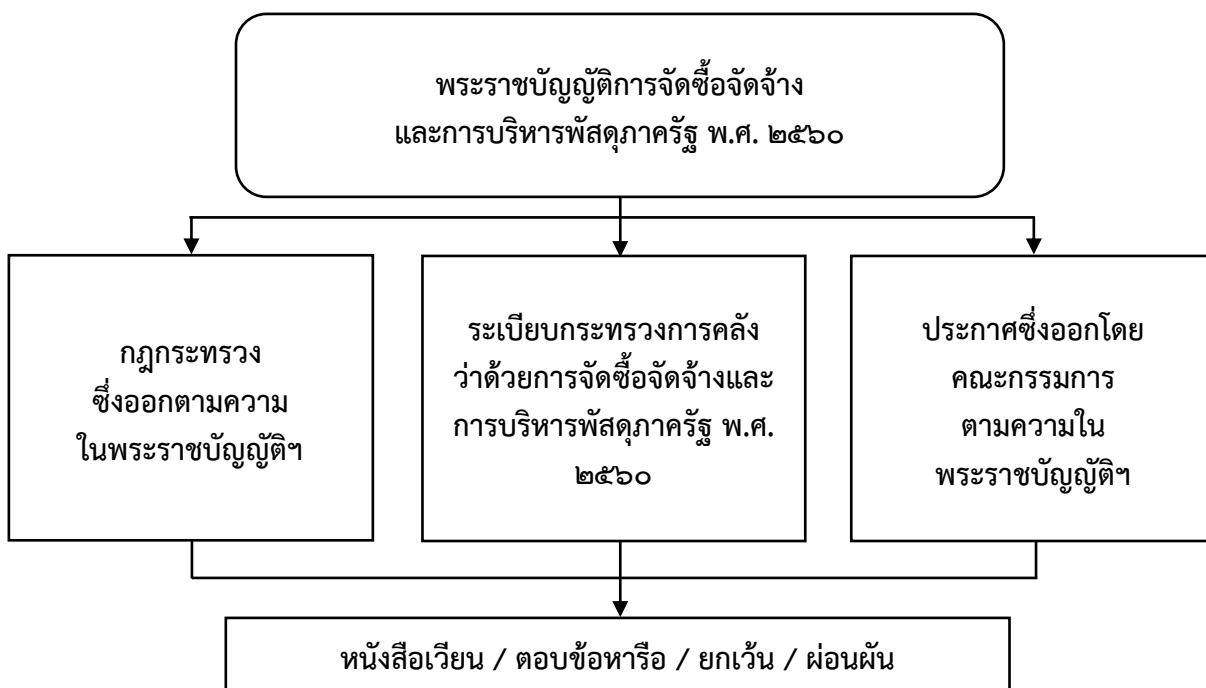 พระราชบัญญัติการจัดซื้อจัดจ้าง
และการบริหารพัสดุภาครัฐ พ.ศ. ๒๕๖๐
กฎกระทรวง
ซึ่งออกตามความ
ในพระราชบัญญัติฯ
ระเบียบกระทรวงการคลัง
ว่าด้วยการจัดซื้อจัดจ้างและ
การบริหารพัสดุภาครัฐ พ.ศ.
๒๕๖๐
ประกาศซึ่งออกโดย
คณะกรรมการ
ตามความใน
พระราชบัญญัติฯ
หนังสือเวียน / ตอบข้อหารือ / ยกเว้น / ผ่อนผัน